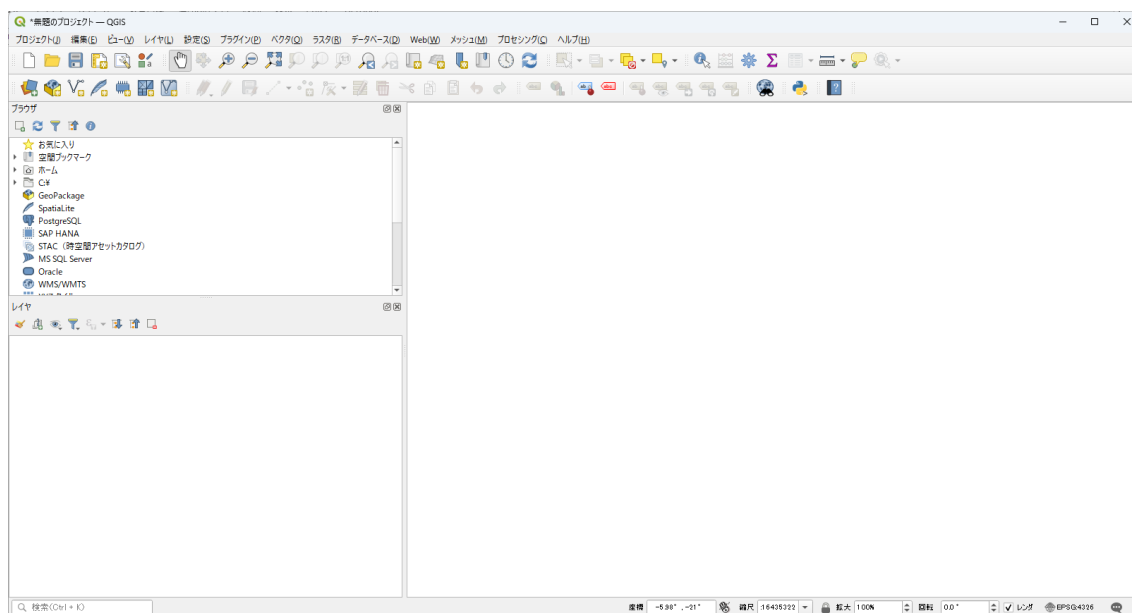 *無題のプロジェクト — QGIS
プロジェクト(J) 編集(E) ビュー(V) レイヤ(L) 設定(S) プラグイン(P) ベクタ(O) ラスタ(R) データベース(D) Web(W) メッシュ(M) プロセシング(C) ヘルプ(H)
ブラウザ
お気に入り
空間ブックマーク
ホーム
C:¥
GeoPackage
SpatiaLite
PostgreSQL
SAP HANA
STAC（時空間アセットカタログ）
MS SQL Server
Oracle
WMS/WMTS
レイヤ
検索(Ctrl + K) 座標 -5.98° ,-21° 縮尺 :16435322 拡大 100% 回転 0.0° レンダ EPSG:4326